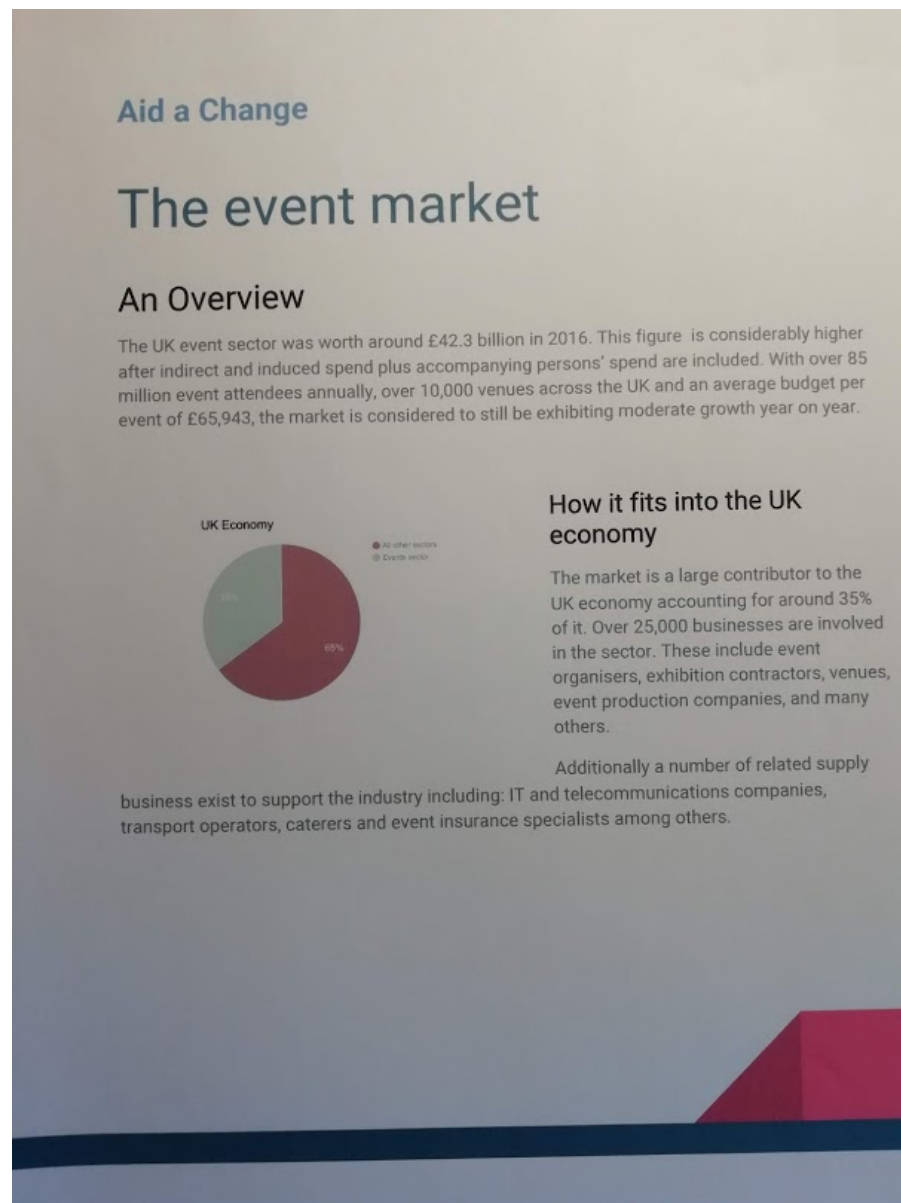 Aid a Change
The event market
An Overview
The UK event sector was worth around £42.3 billion in 2016. This figure is considerably higher
after indirect and induced spend plus accompanying persons' spend are included. With over 85
million event attendees annually, over 10,000 venues across the UK and an average budget per
event of £65,943, the market is considered to still be exhibiting moderate growth year on year.
UK Economy
All other sectors
Events sector
35%
65%
How it fits into the UK
economy
The market is a large contributor to the
UK economy accounting for around 35%
of it. Over 25,000 businesses are involved
in the sector. These include event
organisers, exhibition contractors, venues,
event production companies, and many
others.
Additionally a number of related supply
business exist to support the industry including: IT and telecommunications companies,
transport operators, caterers and event insurance specialists among others.